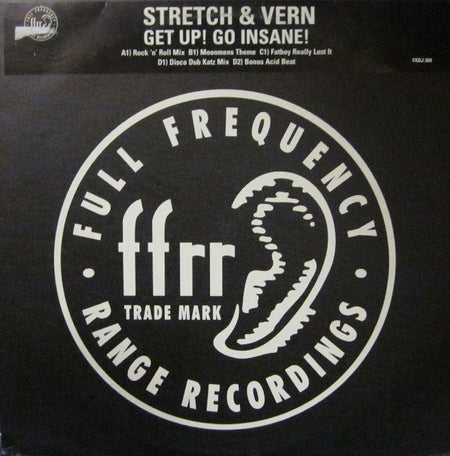 STRETCH & VERN
GET UP! GO INSANE!
A1) Rock 'n' Roll Mix B1) Moonmens Theme C1) Fatboy Really Lost It
D1) Disco Dub Katz Mix D2) Bonus Acid Beat
ffrr
FULL FREQUENCY
ffrr
TRADE MARK
RANGE RECORDINGS